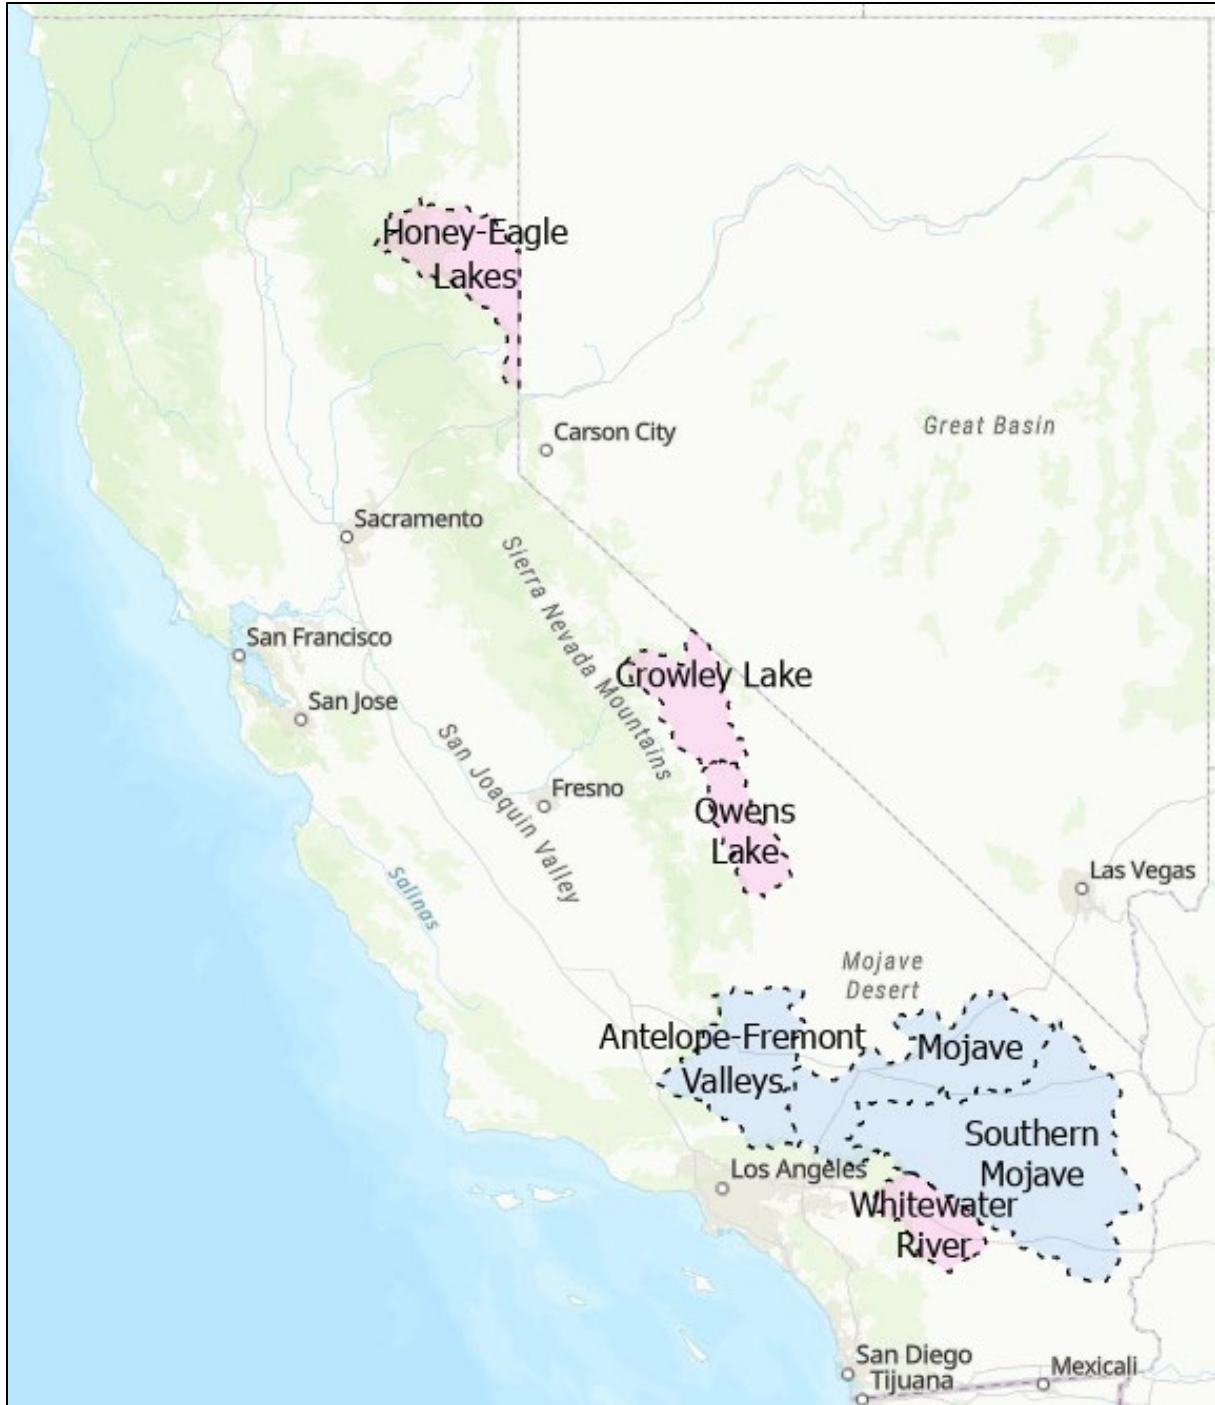 Honey-Eagle
Lakes
Carson City
Great Basin
Sacramento
Sierra Nevada Mountains
San Francisco
Crowley Lake
San Jose
San Joaquin Valley
Fresno
Owens
Lake
Salinas
Las Vegas
Mojave
Desert
Antelope-Fremont
Valleys
Mojave
Southern
Mojave
Los Angeles
Whitewater
River
San Diego
Tijuana
Mexicali